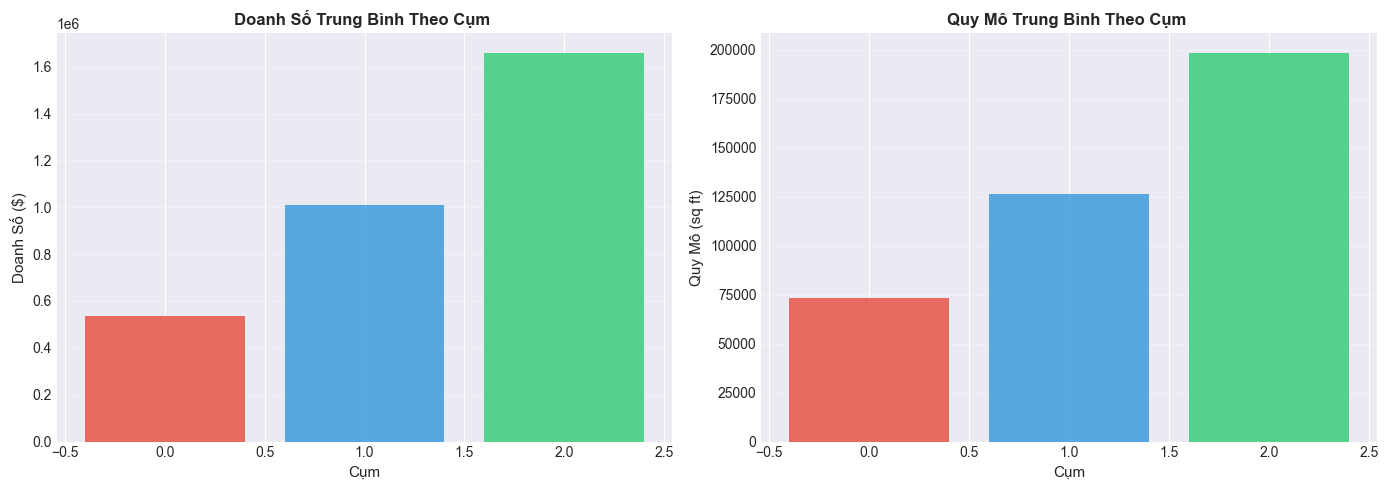 Doanh Số Trung Bình Theo Cụm
1e6
1.6
1.4
1.2
1.0
0.8
0.6
0.4
0.2
0.0
Doanh Số ($)
−0.5 0.0 0.5 1.0 1.5 2.0 2.5
Cụm
Quy Mô Trung Bình Theo Cụm
200000
175000
150000
125000
100000
75000
50000
25000
0
Quy Mô (sq ft)
−0.5 0.0 0.5 1.0 1.5 2.0 2.5
Cụm